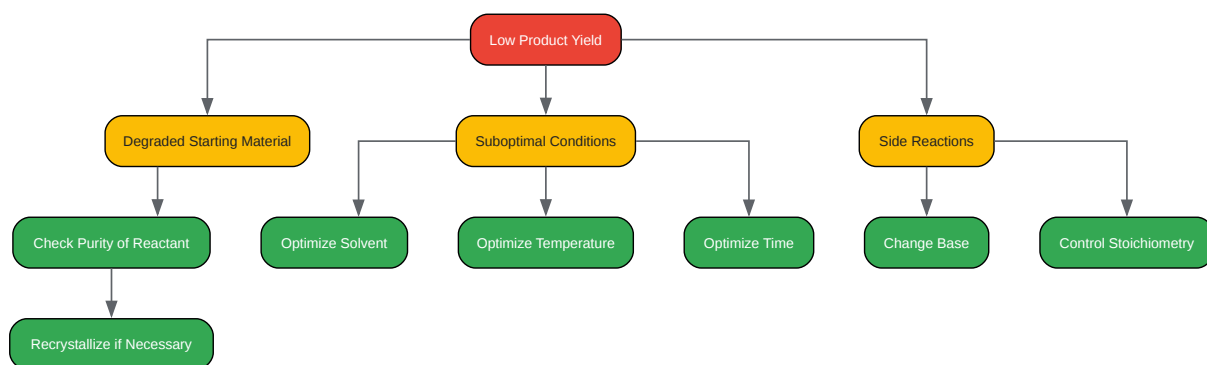 Low Product Yield
Degraded Starting Material
Suboptimal Conditions
Side Reactions
Check Purity of Reactant
Optimize Solvent
Optimize Temperature
Optimize Time
Change Base
Control Stoichiometry
Recrystallize if Necessary